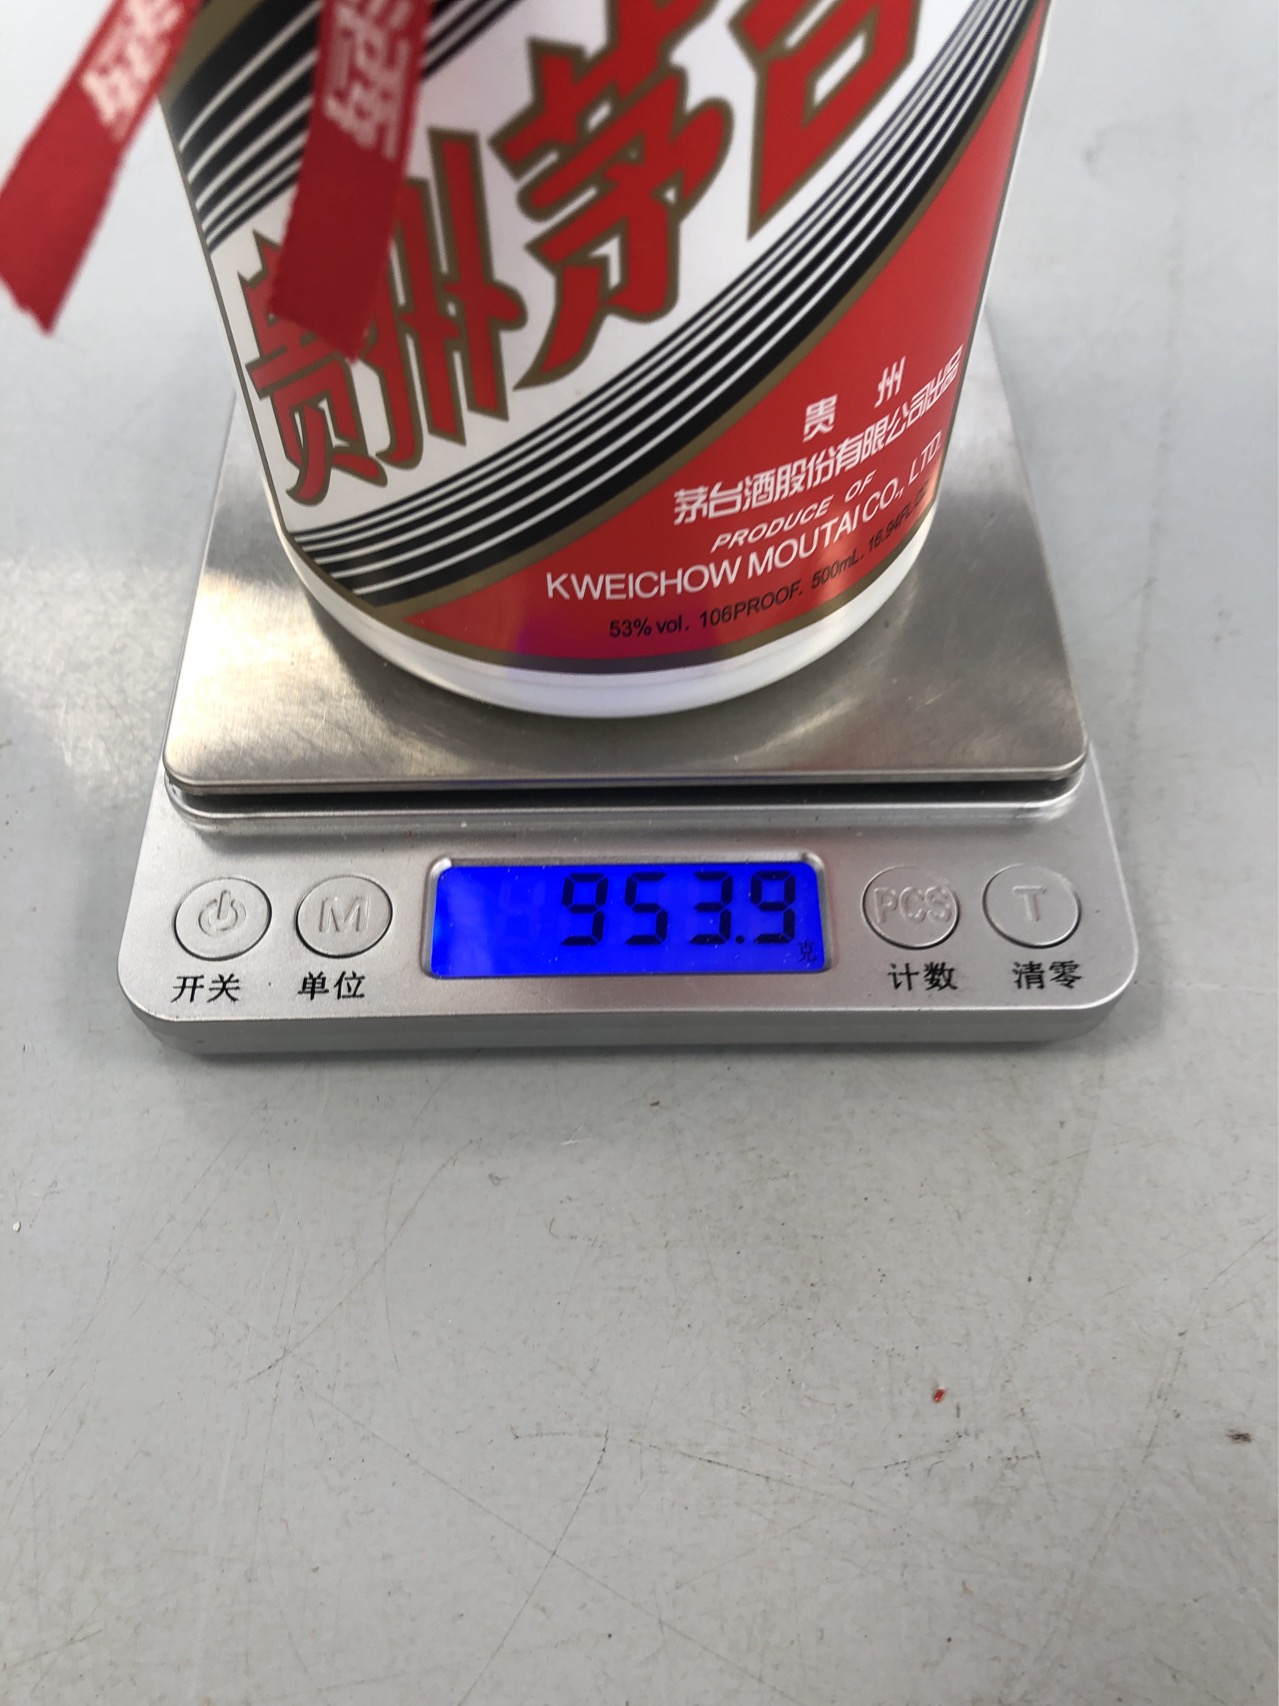 贵州茅台
贵州
茅台酒股份有限公司出品
PRODUCE OF
KWEICHOW MOUTAI CO., LTD.
53% vol. 106PROOF. 500mL. 16.94FL.
953.9
克
M
PCS
T
开关
单位
计数
清零